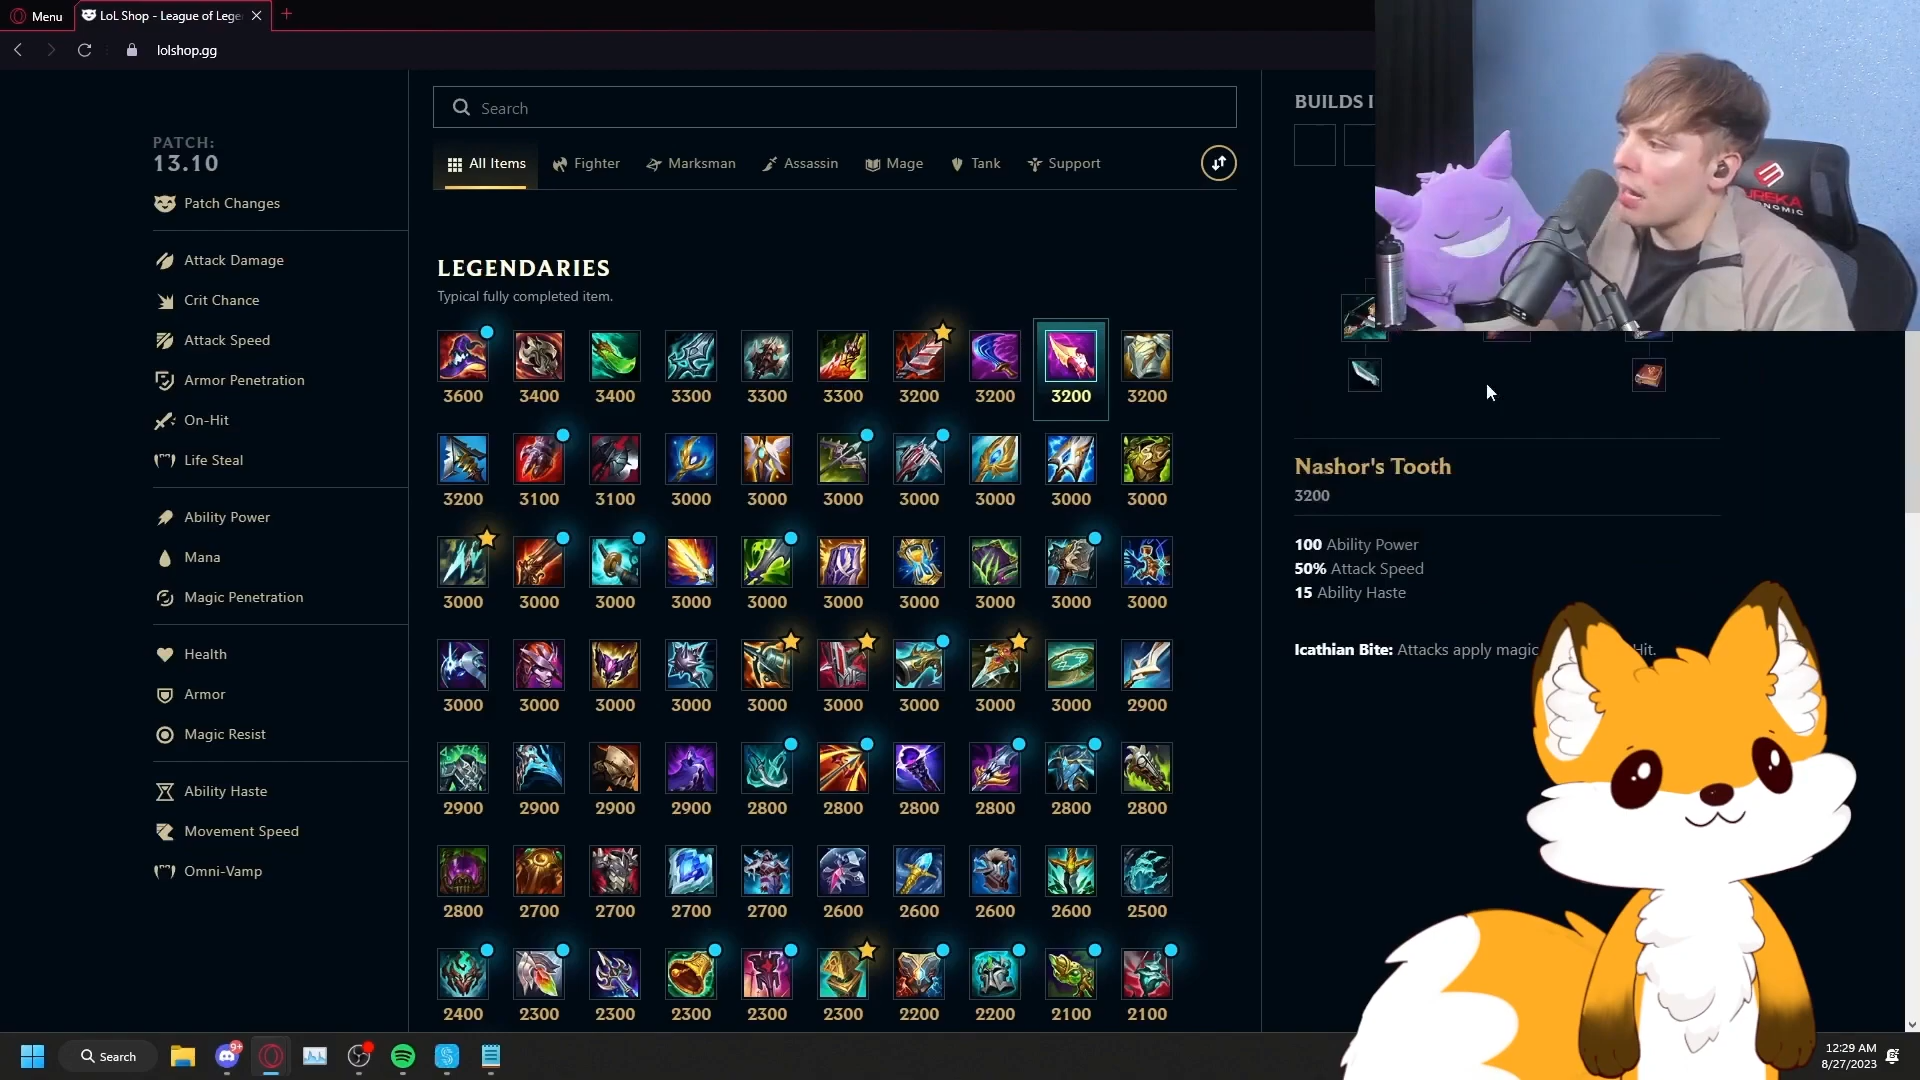 Menu
LoL Shop - League of Lege
lolshop.gg
PATCH:
13.10
Patch Changes
Attack Damage
Crit Chance
Attack Speed
Armor Penetration
On-Hit
Life Steal
Ability Power
Mana
Magic Penetration
Health
Armor
Magic Resist
Ability Haste
Movement Speed
Omni-Vamp
Search
All Items Fighter Marksman Assassin Mage Tank Support
LEGENDARIES
Typical fully completed item.
3600 3400 3400 3300 3300 3300 3200 3200 3200 3200
3200 3100 3100 3000 3000 3000 3000 3000 3000 3000
3000 3000 3000 3000 3000 3000 3000 3000 3000 3000
3000 3000 3000 3000 3000 3000 3000 3000 3000 2900
2900 2900 2900 2900 2800 2800 2800 2800 2800 2800
2800 2700 2700 2700 2700 2600 2600 2600 2600 2500
2400 2300 2300 2300 2300 2300 2200 2200 2100 2100
BUILDS I
Nashor's Tooth
3200
100 Ability Power
50% Attack Speed
15 Ability Haste
Icathian Bite: Attacks apply magic Hit.
Search
9+
12:29 AM
8/27/2023